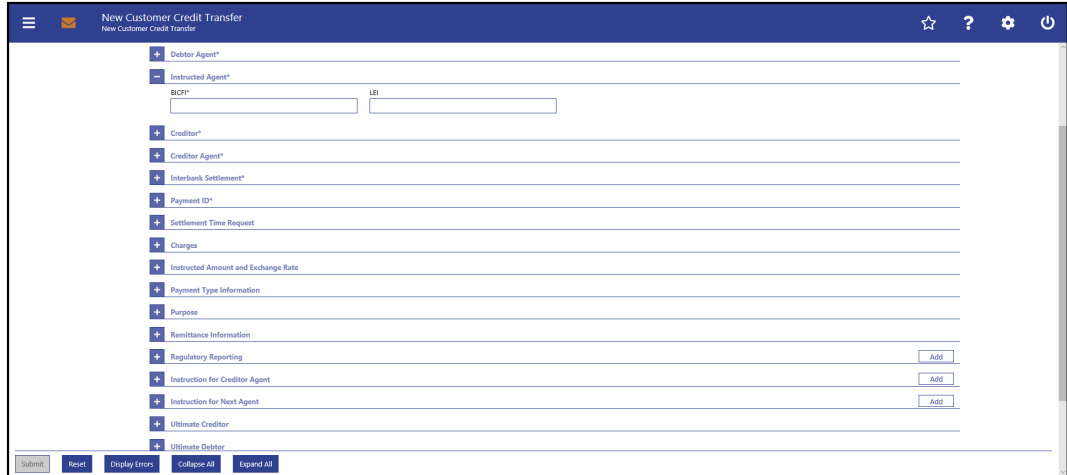 New Customer Credit Transfer
New Customer Credit Transfer
?
+ Debtor Agent*
− Instructed Agent*
BICFI* LEI
+ Creditor*
+ Creditor Agent*
+ Interbank Settlement*
+ Payment ID*
+ Settlement Time Request
+ Charges
+ Instructed Amount and Exchange Rate
+ Payment Type Information
+ Purpose
+ Remittance Information
+ Regulatory Reporting Add
+ Instruction for Creditor Agent Add
+ Instruction for Next Agent Add
+ Ultimate Creditor
+ Ultimate Debtor
Submit Reset Display Errors Collapse All Expand All